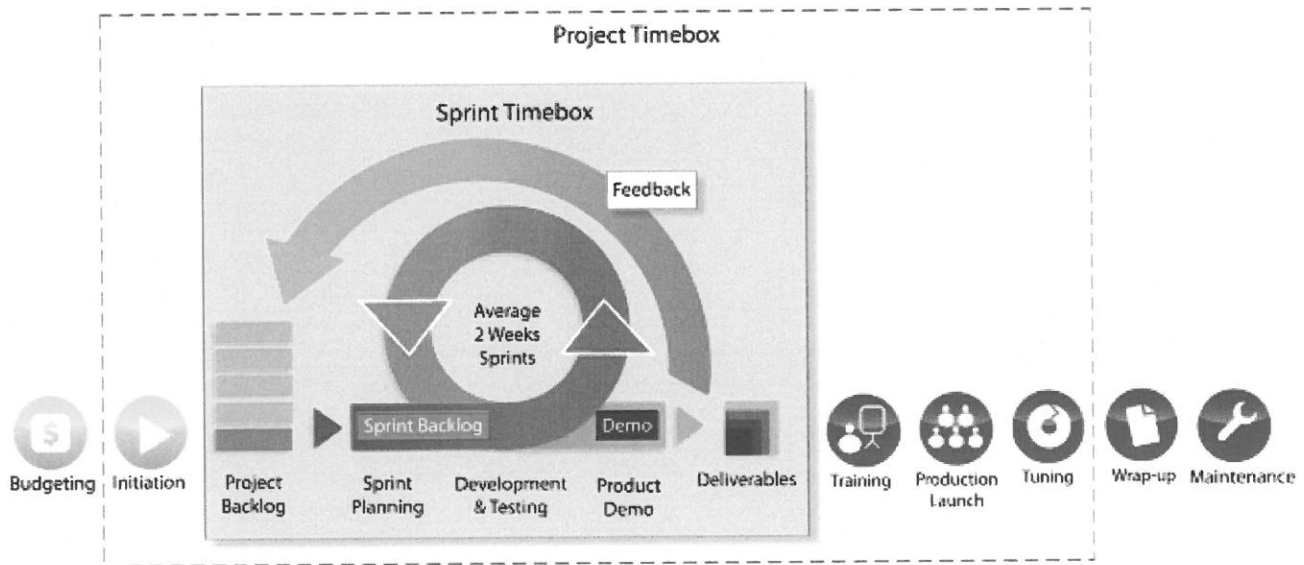 Project Timebox
Sprint Timebox
Feedback
Average
2 Weeks
Sprints
Sprint Backlog
Demo
$
Budgeting
Initiation
Project
Backlog
Sprint
Planning
Development
& Testing
Product
Demo
Deliverables
Training
Production
Launch
Tuning
Wrap-up
Maintenance